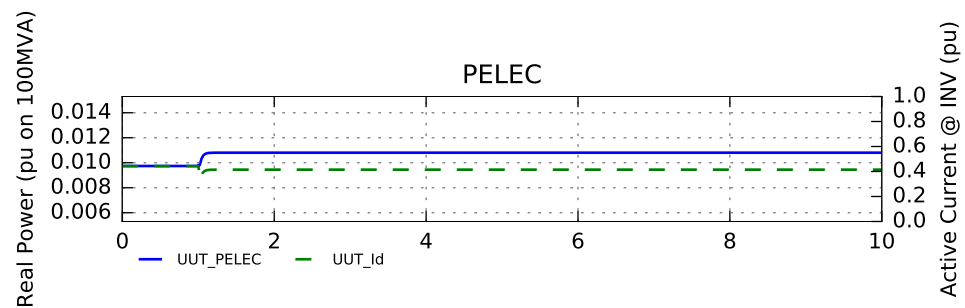 PELEC
Real Power (pu on 100MVA)
0.014
0.012
0.010
0.008
0.006
1.0
0.8
0.6
0.4
0.2
0.0
Active Current @ INV (pu)
0 2 4 6 8 10
UUT_PELEC UUT_Id